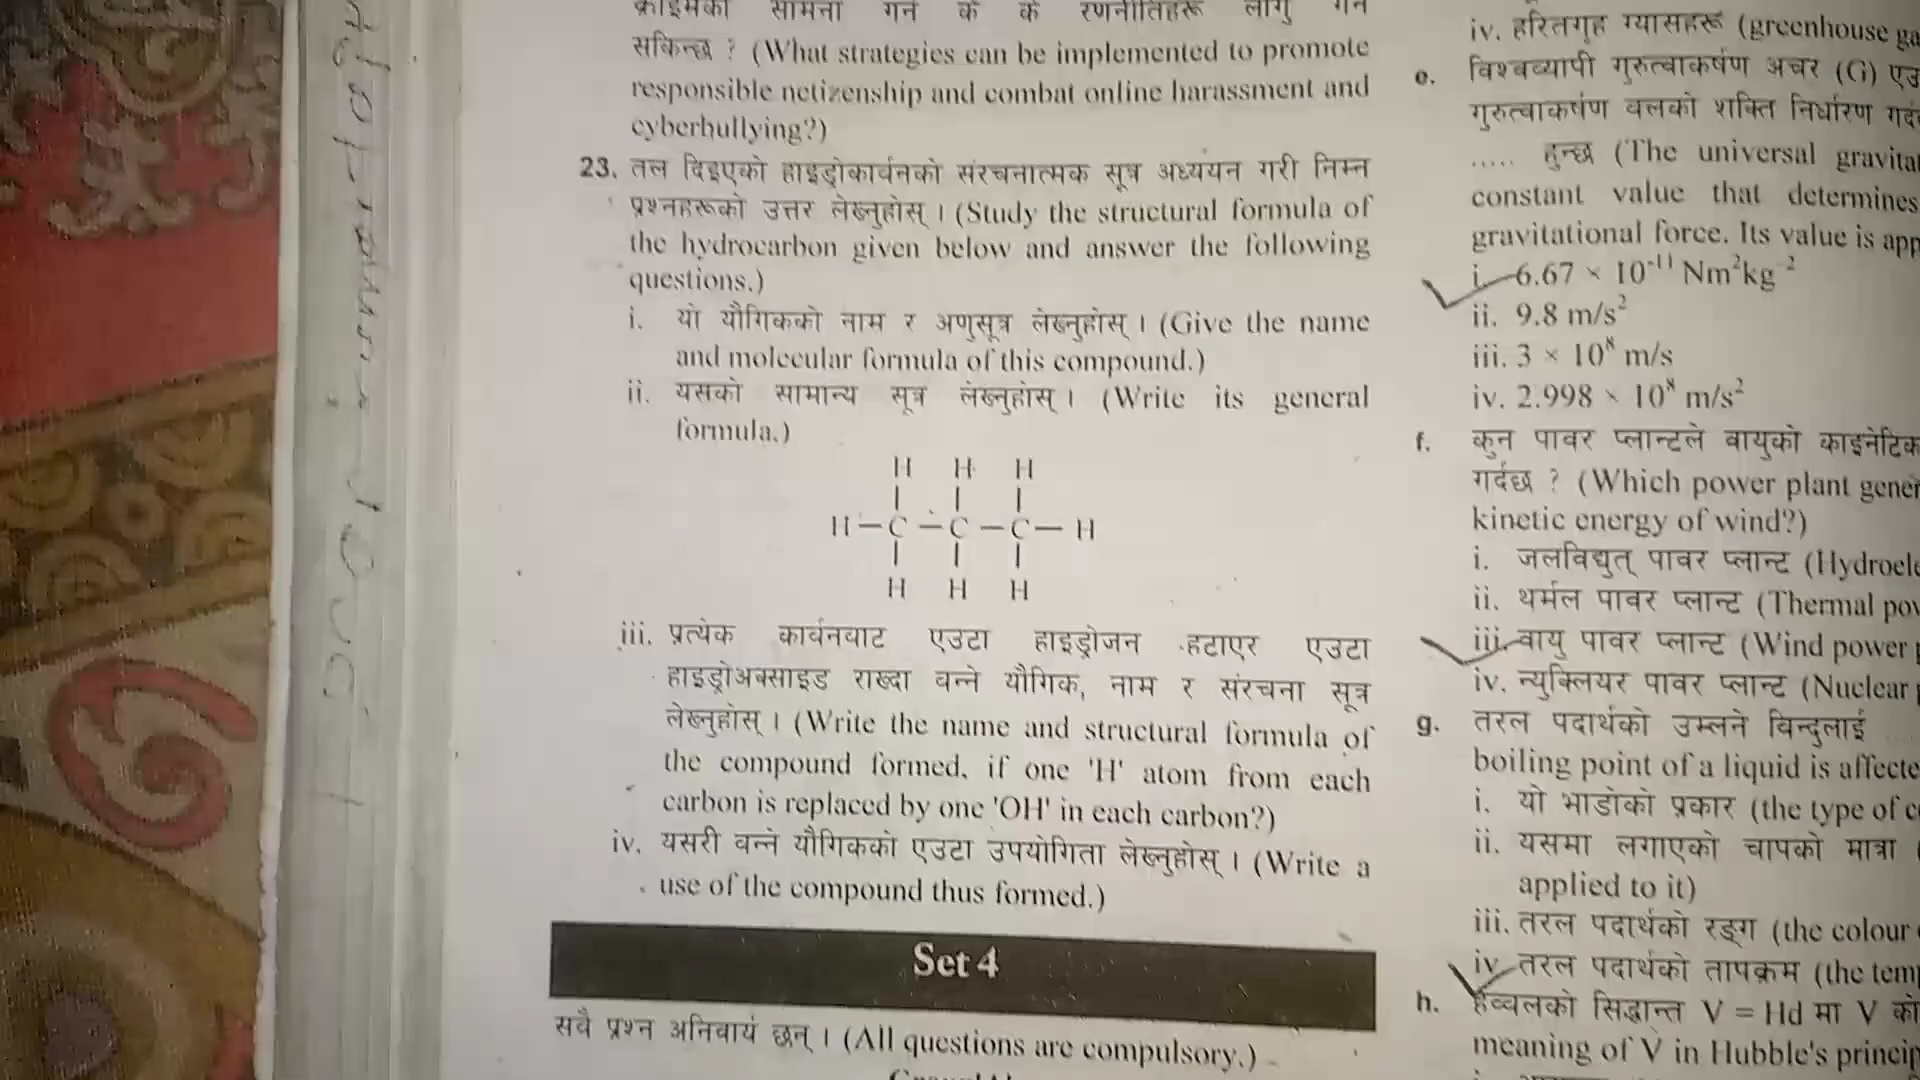 सामना गर्न के के रणनीतिहरू लागु गर्न
सकिन्छ ? (What strategies can be implemented to promote
responsible netizenship and combat online harassment and
cyberbullying?)
23. तल दिइएको हाइड्रोकार्वनको संरचनात्मक सूत्र अध्ययन गरी निम्न
प्रश्नहरूको उत्तर लेख्नुहोस् । (Study the structural formula of
the hydrocarbon given below and answer the following
questions.)
i. यो यौगिकको नाम र अणुसूत्र लेख्नुहोस् । (Give the name
and molecular formula of this compound.)
ii. यसको सामान्य सूत्र लेख्नुहोस् । (Write its general
formula.)
H H H
H – C – C – C – H
H H H
iii. प्रत्येक कार्वनवाट एउटा हाइड्रोजन हटाएर एउटा
हाइड्रोअक्साइड राख्दा वन्ने यौगिक, नाम र संरचना सूत्र
लेख्नुहोस् । (Write the name and structural formula of
the compound formed, if one 'H' atom from each
carbon is replaced by one 'OH' in each carbon?)
iv. यसरी वन्ने यौगिकको एउटा उपयोगिता लेख्नुहोस् । (Write a
use of the compound thus formed.)
Set 4
सवै प्रश्न अनिवार्य छन् । (All questions are compulsory.)
iv. हरितगृह ग्यासहरू (greenhouse ga
e. विश्वव्यापी गुरुत्वाकर्षण अचर (G) एउ
गुरुत्वाकर्षण वलको शक्ति निर्धारण गर्द
..... हुन्छ (The universal gravita
constant value that determines
gravitational force. Its value is app
i. 6.67 × 10⁻¹¹ Nm²kg⁻²
ii. 9.8 m/s²
iii. 3 × 10⁸ m/s
iv. 2.998 × 10⁸ m/s²
f. कुन पावर प्लान्टले वायुको काइनेटिक
गर्दछ ? (Which power plant gener
kinetic energy of wind?)
i. जलविद्युत् पावर प्लान्ट (Hydroele
ii. थर्मल पावर प्लान्ट (Thermal pow
iii. वायु पावर प्लान्ट (Wind power p
iv. न्युक्लियर पावर प्लान्ट (Nuclear p
g. तरल पदार्थको उम्लने विन्दुलाई
boiling point of a liquid is affecte
i. यो भाडोको प्रकार (the type of c
ii. यसमा लगाएको चापको मात्रा (
applied to it)
iii. तरल पदार्थको रङ्ग (the colour
iv. तरल पदार्थको तापक्रम (the tem
h. हव्वलको सिद्धान्त V = Hd मा V को
meaning of V in Hubble's princip